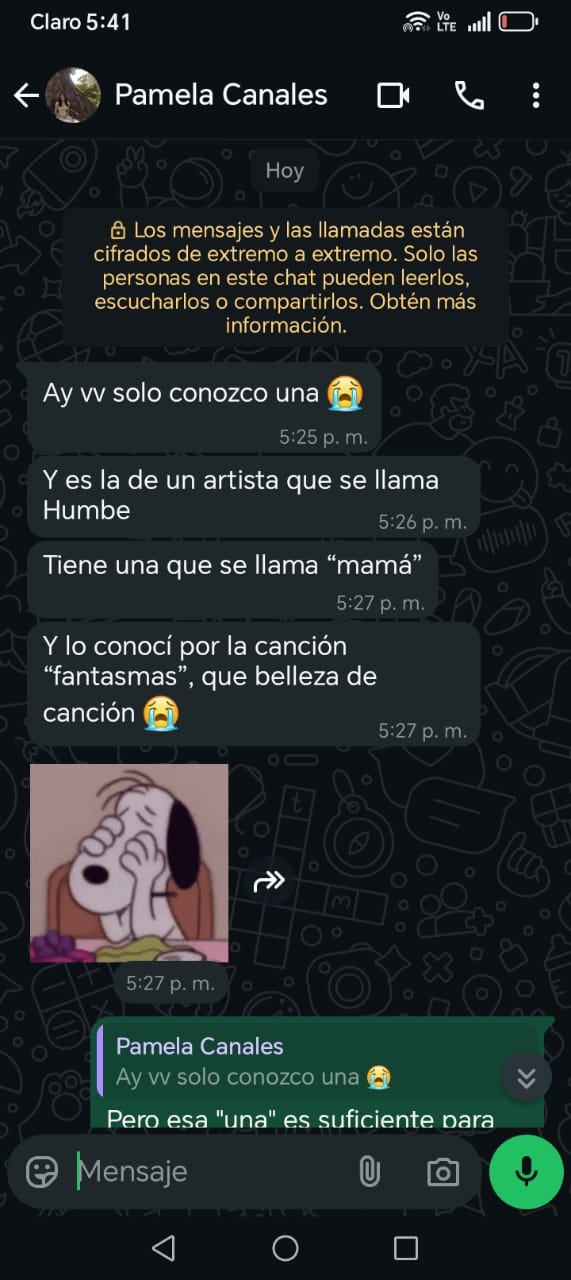 Claro 5:41
Vo
LTE
Pamela Canales
Hoy
Los mensajes y las llamadas están
cifrados de extremo a extremo. Solo las
personas en este chat pueden leerlos,
escucharlos o compartirlos. Obtén más
información.
Ay vv solo conozco una 😭
5:25 p. m.
Y es la de un artista que se llama
Humbe
5:26 p. m.
Tiene una que se llama “mamá”
5:27 p. m.
Y lo conocí por la canción
“fantasmas”, que belleza de
canción 😭
5:27 p. m.
5:27 p. m.
Pamela Canales
Ay vv solo conozco una 😭
Pero esa "una" es suficiente para
Mensaje